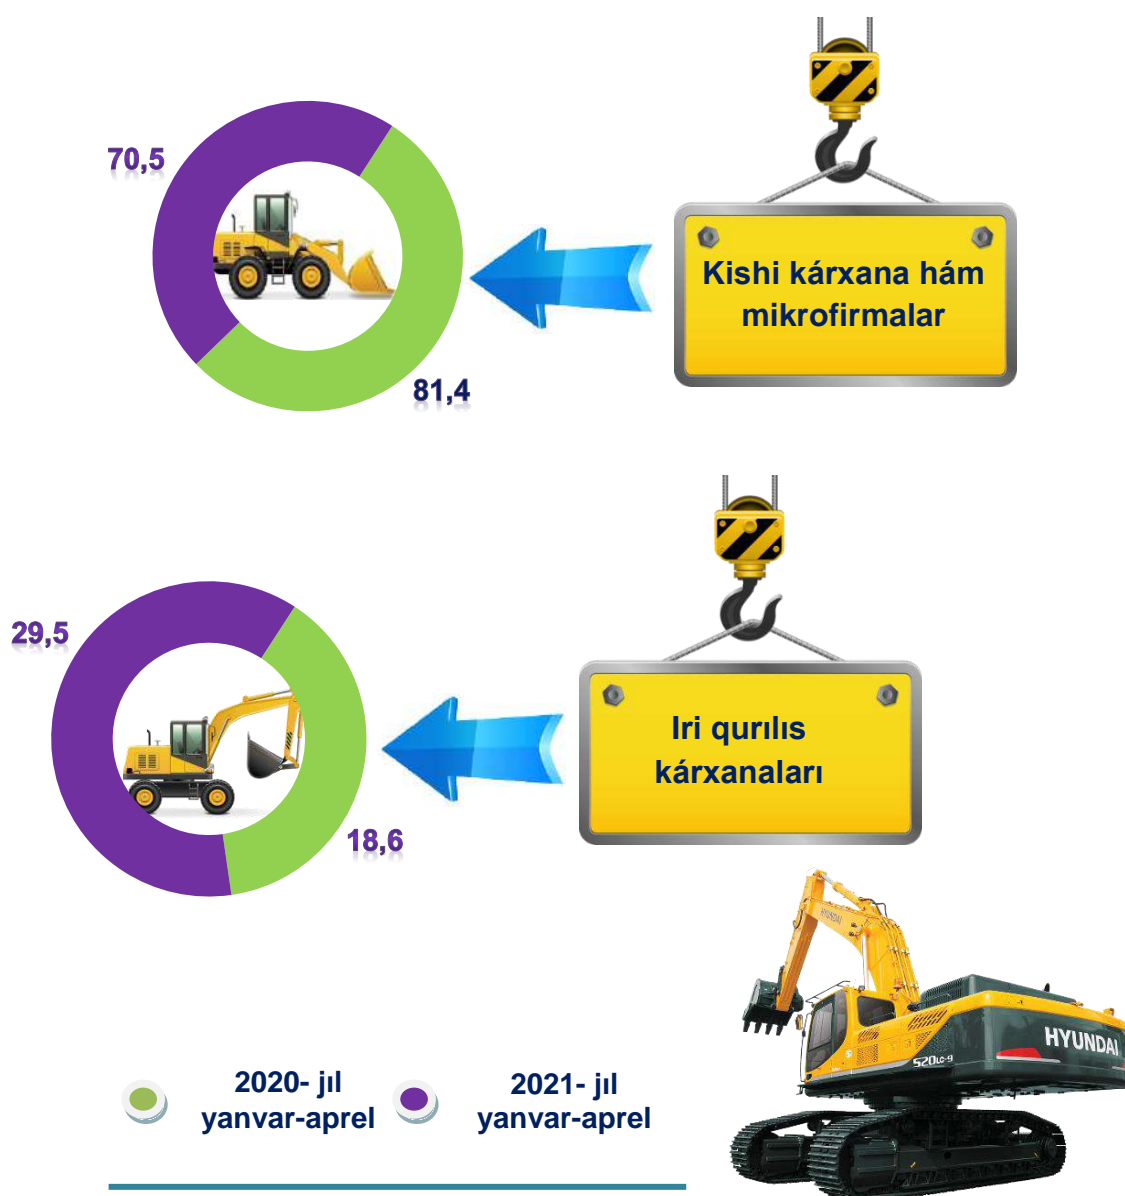 70,5
Kishi kárxana hám
mikrofirmalar
81,4
29,5
Iri qurılıs
kárxanaları
18,6
HYUNDAI
HYUNDAI
520LC-9
2020- jıl
yanvar-aprel
2021- jıl
yanvar-aprel